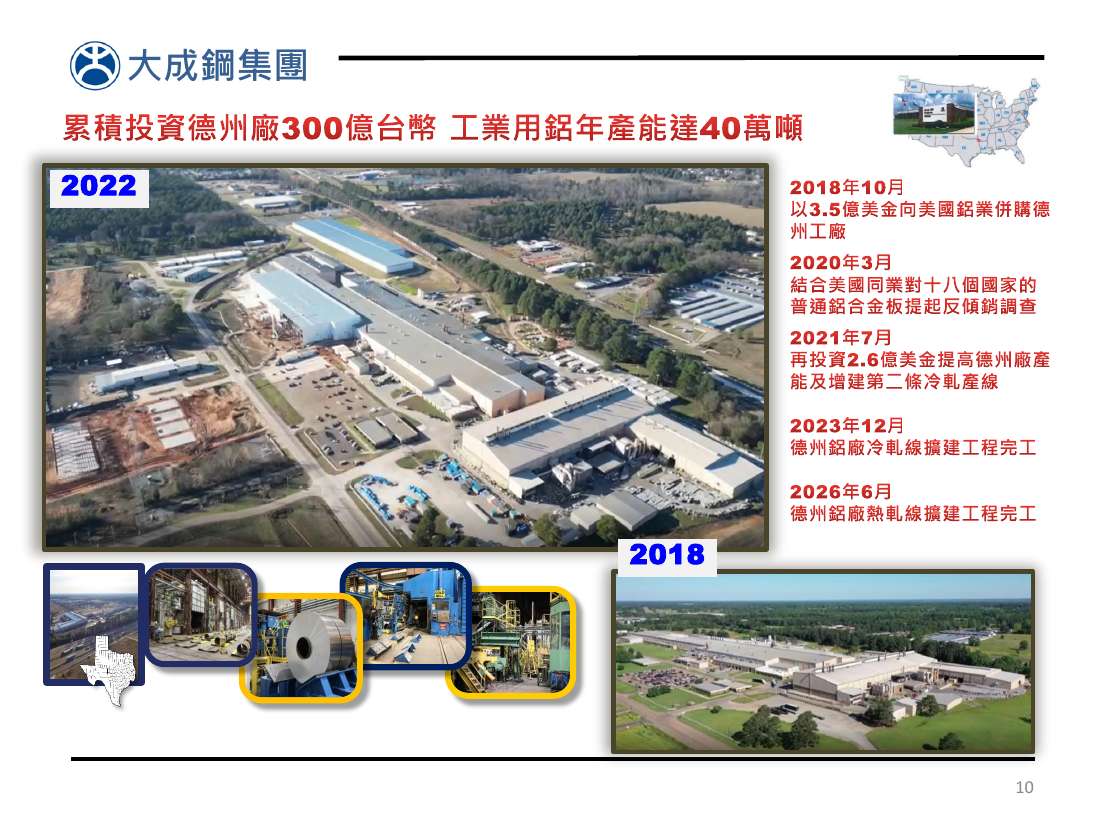 大成鋼集團
累積投資德州廠300億台幣 工業用鋁年產能達40萬噸
2022
2018年10月
以3.5億美金向美國鋁業併購德
州工廠
2020年3月
結合美國同業對十八個國家的
普通鋁合金板提起反傾銷調查
2021年7月
再投資2.6億美金提高德州廠產
能及增建第二條冷軋產線
2023年12月
德州鋁廠冷軋線擴建工程完工
2026年6月
德州鋁廠熱軋線擴建工程完工
2018
10